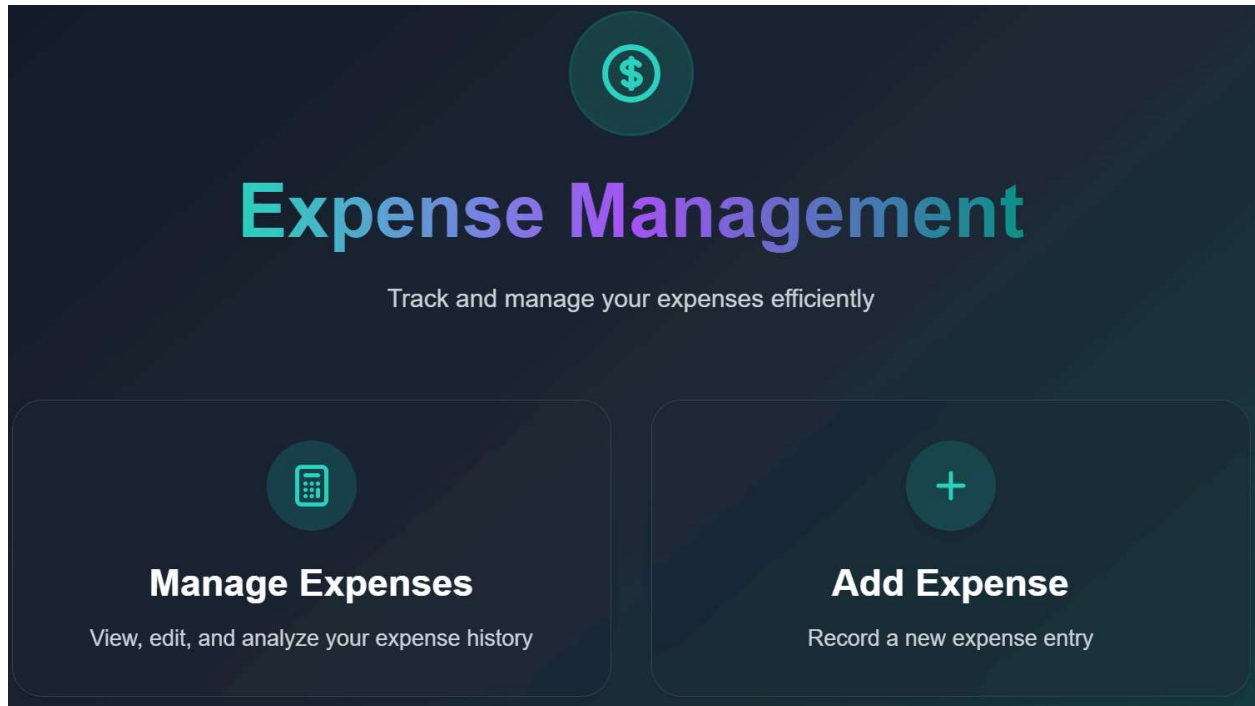 Expense Management
Track and manage your expenses efficiently
Manage Expenses
View, edit, and analyze your expense history
Add Expense
Record a new expense entry